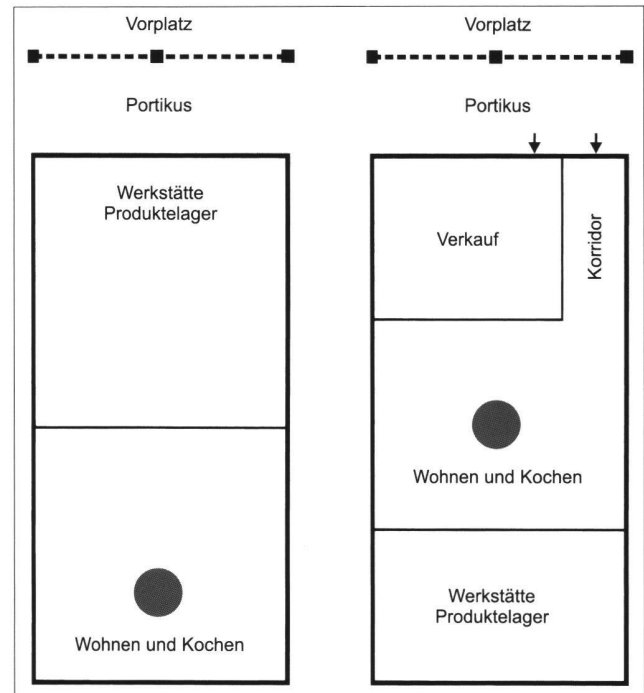 Vorplatz
Portikus
Werkstätte
Produktelager
Wohnen und Kochen
Vorplatz
Portikus
Verkauf
Korridor
Wohnen und Kochen
Werkstätte
Produktelager